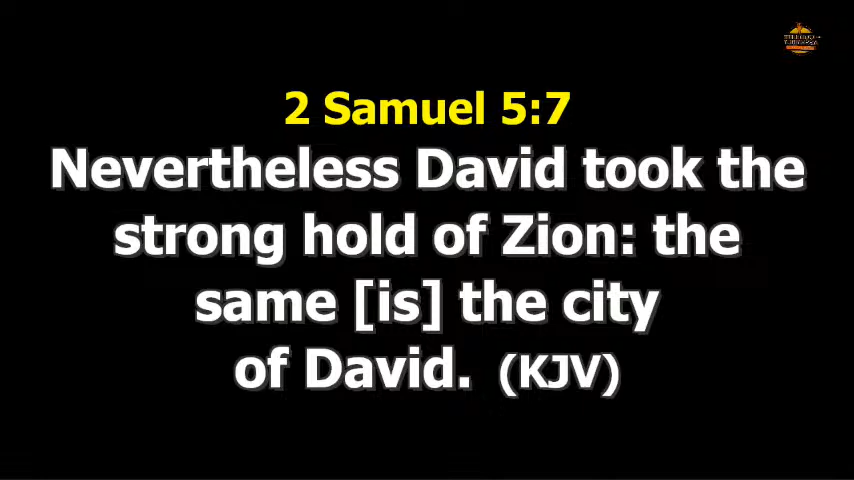 2 Samuel 5:7
Nevertheless David took the
strong hold of Zion: the
same [is] the city
of David. (KJV)